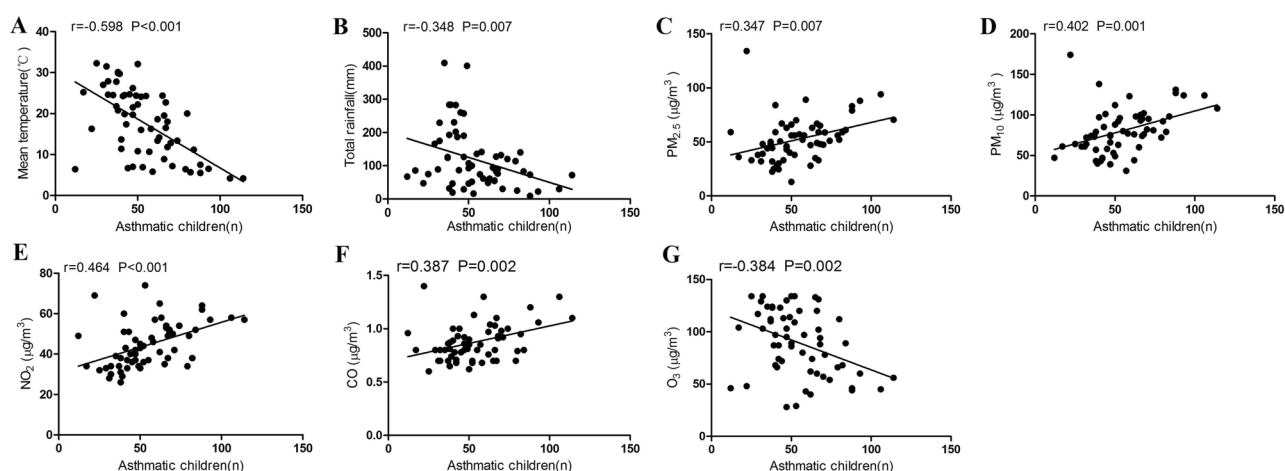 A
r=-0.598 P<0.001
Mean temperature(℃)
40
30
20
10
0
0 50 100 150
Asthmatic children(n)
B
r=-0.348 P=0.007
Total rainfall(mm)
500
400
300
200
100
0
0 50 100 150
Asthmatic children(n)
C
r=0.347 P=0.007
PM2.5 (μg/m³)
150
100
50
0
0 50 100 150
Asthmatic children(n)
D
r=0.402 P=0.001
PM10 (μg/m³)
200
150
100
50
0
0 50 100 150
Asthmatic children(n)
E
r=0.464 P<0.001
NO2 (μg/m³)
80
60
40
20
0
0 50 100 150
Asthmatic children(n)
F
r=0.387 P=0.002
CO (μg/m³)
1.5
1.0
0.5
0.0
0 50 100 150
Asthmatic children(n)
G
r=-0.384 P=0.002
O3 (μg/m³)
150
100
50
0
0 50 100 150
Asthmatic children(n)